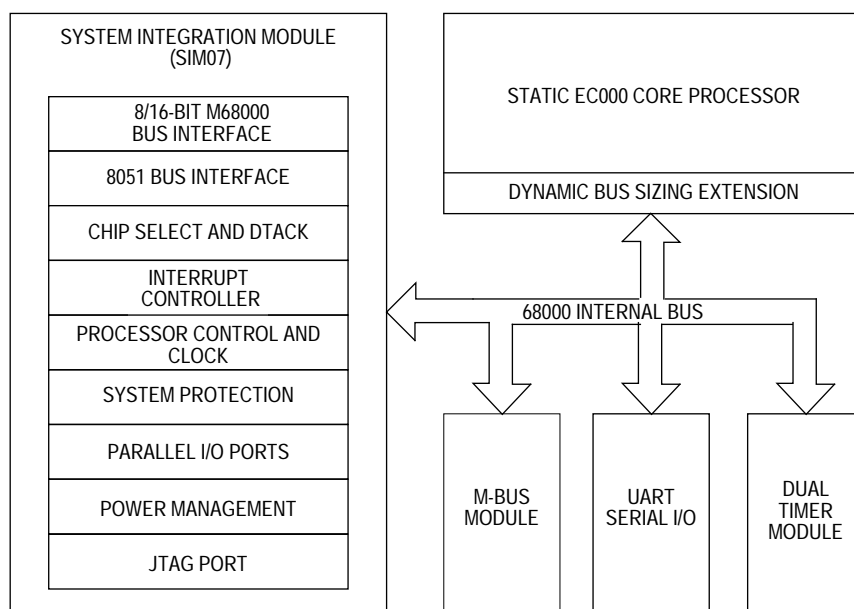 SYSTEM INTEGRATION MODULE
(SIM07)
8/16-BIT M68000
BUS INTERFACE
8051 BUS INTERFACE
CHIP SELECT AND DTACK
INTERRUPT
CONTROLLER
PROCESSOR CONTROL AND
CLOCK
SYSTEM PROTECTION
PARALLEL I/O PORTS
POWER MANAGEMENT
JTAG PORT
STATIC EC000 CORE PROCESSOR
DYNAMIC BUS SIZING EXTENSION
68000 INTERNAL BUS
M-BUS
MODULE
UART
SERIAL I/O
DUAL
TIMER
MODULE